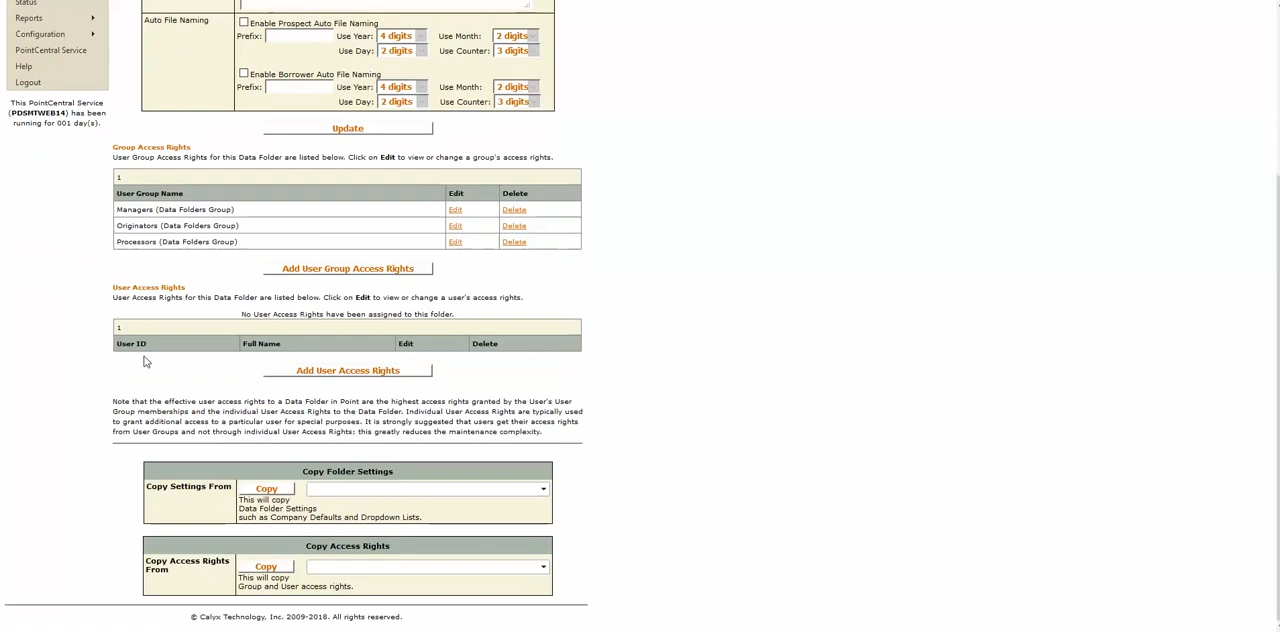 Status
Reports
Configuration
PointCentral Service
Help
Logout
This PointCentral Service
(PDSMTWEB14) has been
running for 001 day(s).
Auto File Naming
Enable Prospect Auto File Naming
Prefix: Use Year: 4 digits Use Month: 2 digits
Use Day: 2 digits Use Counter: 3 digits
Enable Borrower Auto File Naming
Prefix: Use Year: 4 digits Use Month: 2 digits
Use Day: 2 digits Use Counter: 3 digits
Update
Group Access Rights
User Group Access Rights for this Data Folder are listed below. Click on Edit to view or change a group's access rights.
1
User Group Name Edit Delete
Managers (Data Folders Group) Edit Delete
Originators (Data Folders Group) Edit Delete
Processors (Data Folders Group) Edit Delete
Add User Group Access Rights
User Access Rights
User Access Rights for this Data Folder are listed below. Click on Edit to view or change a user's access rights.
No User Access Rights have been assigned to this folder.
1
User ID Full Name Edit Delete
Add User Access Rights
Note that the effective user access rights to a Data Folder in Point are the highest access rights granted by the User's User
Group memberships and the individual User Access Rights to the Data Folder. Individual User Access Rights are typically used
to grant additional access to a particular user for special purposes. It is strongly suggested that users get their access rights
from User Groups and not through individual User Access Rights; this greatly reduces the maintenance complexity.
Copy Folder Settings
Copy Settings From Copy
This will copy
Data Folder Settings
such as Company Defaults and Dropdown Lists.
Copy Access Rights
Copy Access Rights
From
Copy
This will copy
Group and User access rights.
© Calyx Technology, Inc. 2009-2018. All rights reserved.